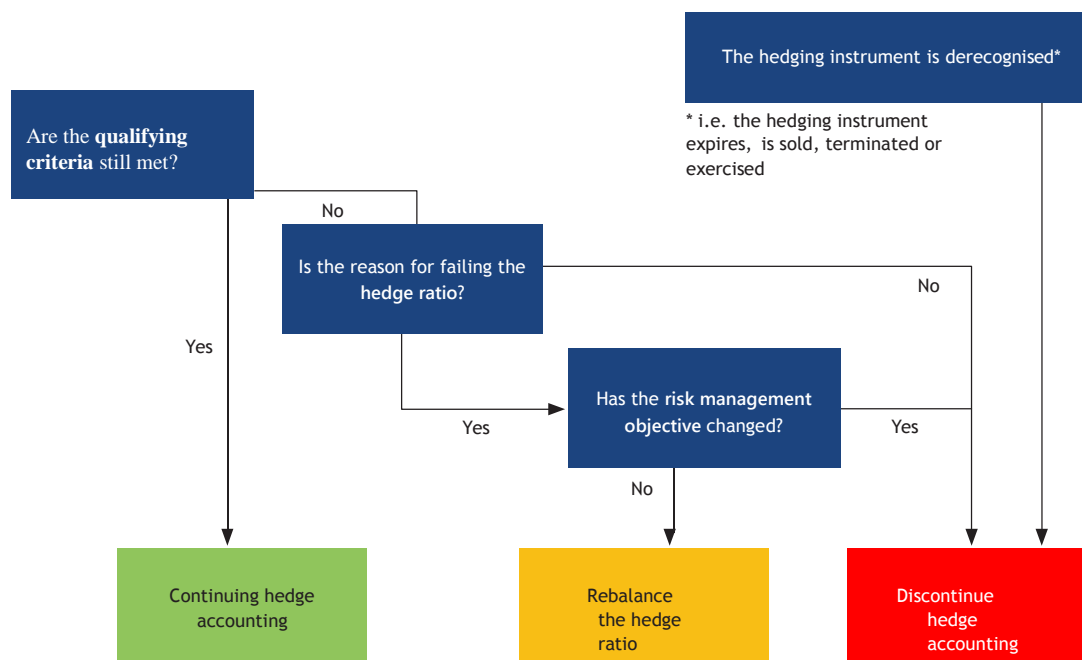 The hedging instrument is derecognised*
* i.e. the hedging instrument
expires, is sold, terminated or
exercised
Are the qualifying
criteria still met?
No
Is the reason for failing the
hedge ratio?
No
Yes
Has the risk management
objective changed?
Yes
Yes
No
Continuing hedge
accounting
Rebalance
the hedge
ratio
Discontinue
hedge
accounting